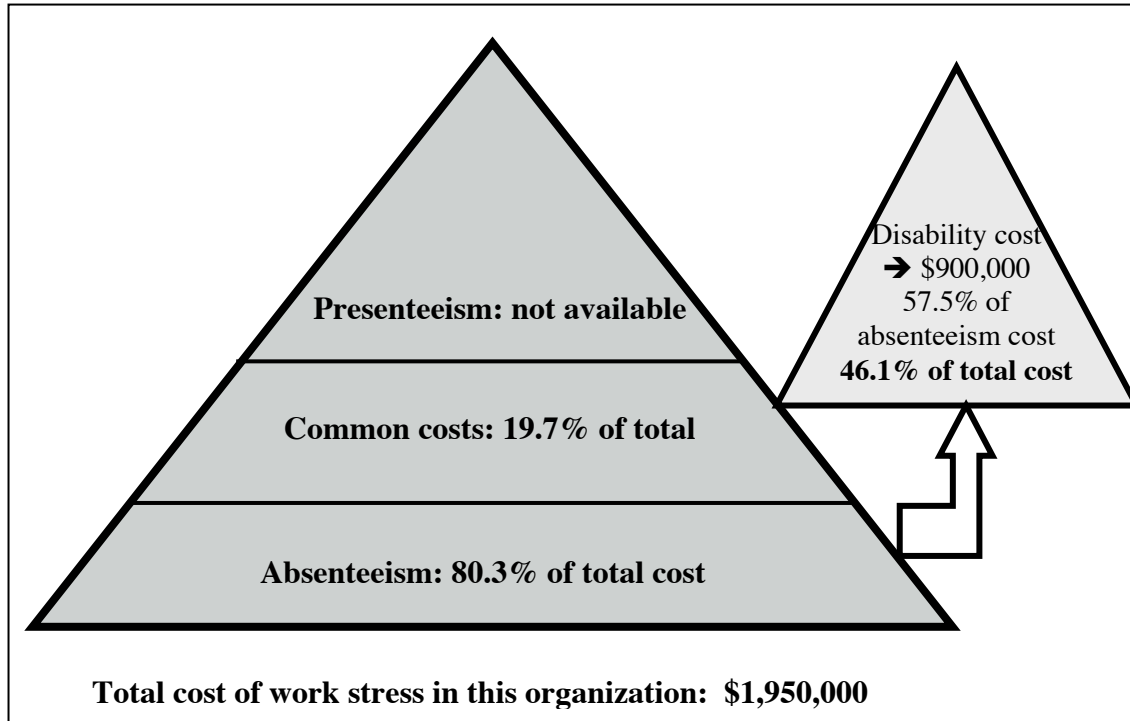 Disability cost
➔ $900,000
57.5% of
absenteeism cost
46.1% of total cost
Presenteeism: not available
Common costs: 19.7% of total
Absenteeism: 80.3% of total cost
Total cost of work stress in this organization: $1,950,000